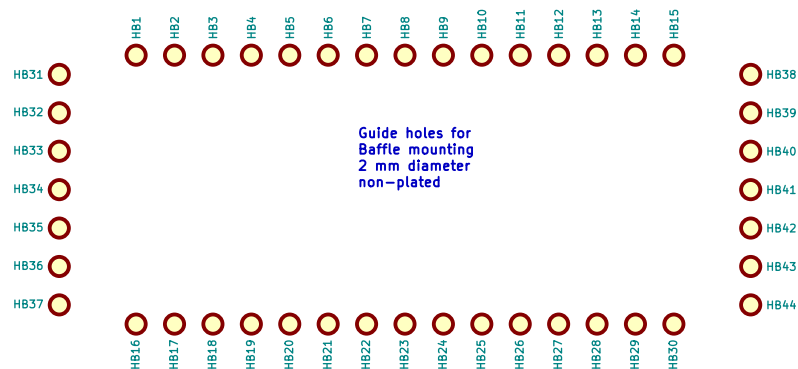 HB1 HB2 HB3 HB4 HB5 HB6 HB7 HB8 HB9 HB10 HB11 HB12 HB13 HB14 HB15
HB31 HB38
HB32 HB39
Guide holes for
Baffle mounting
HB33 HB40
2 mm diameter
non-plated
HB34 HB41
HB35 HB42
HB36 HB43
HB37 HB44
HB16 HB17 HB18 HB19 HB20 HB21 HB22 HB23 HB24 HB25 HB26 HB27 HB28 HB29 HB30